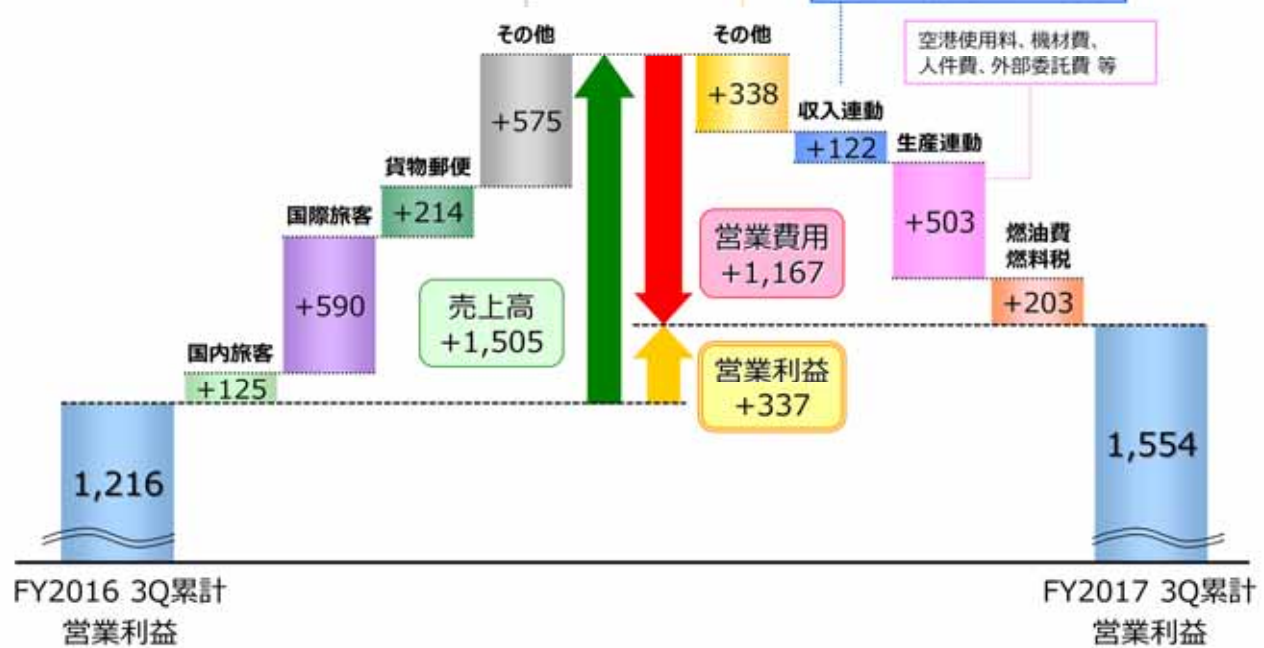 その他
+575
貨物郵便
+214
国際旅客
+590
国内旅客
+125
売上高
+1,505
その他
+338
収入連動
+122
空港使用料、機材費、
人件費、外部委託費 等
生産連動
+503
燃油費
燃料税
+203
営業費用
+1,167
営業利益
+337
1,216
1,554
FY2016 3Q累計
営業利益
FY2017 3Q累計
営業利益